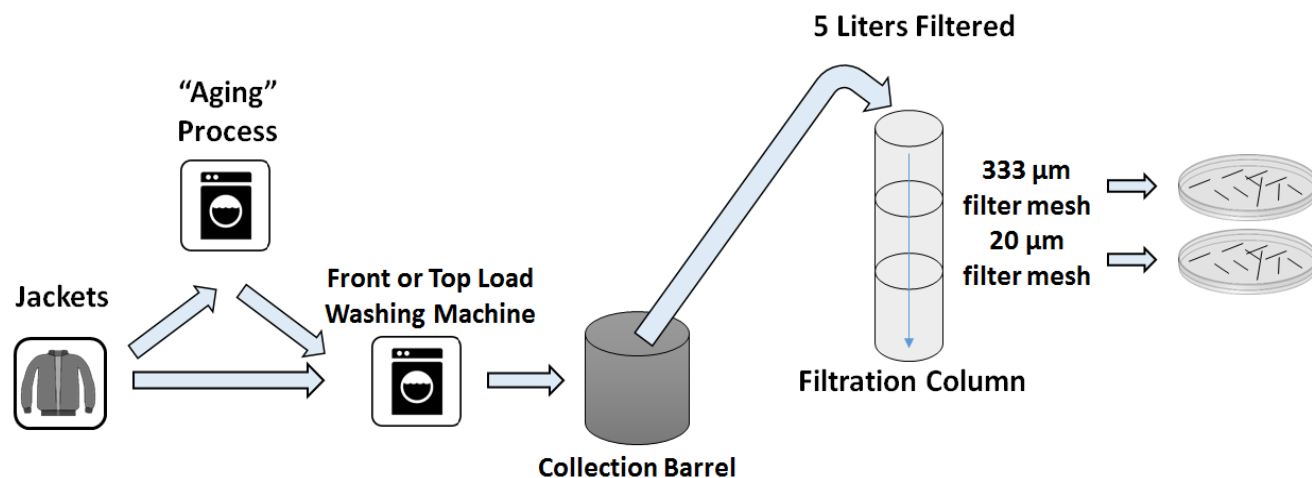 5 Liters Filtered
“Aging”
Process
333 µm
filter mesh
20 µm
filter mesh
Front or Top Load
Washing Machine
Jackets
Filtration Column
Collection Barrel